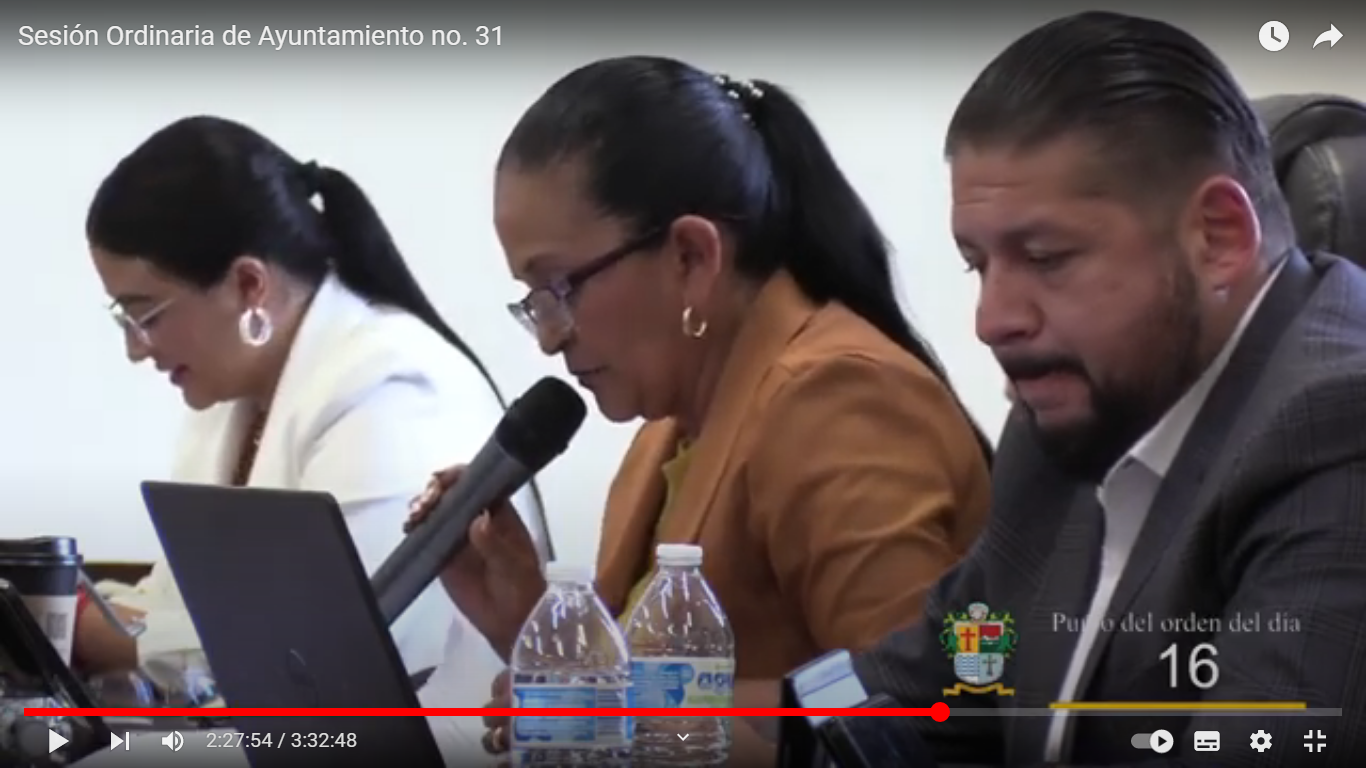 Sesión Ordinaria de Ayuntamiento no. 31
Punto del orden del día
16
2:27:54 / 3:32:48